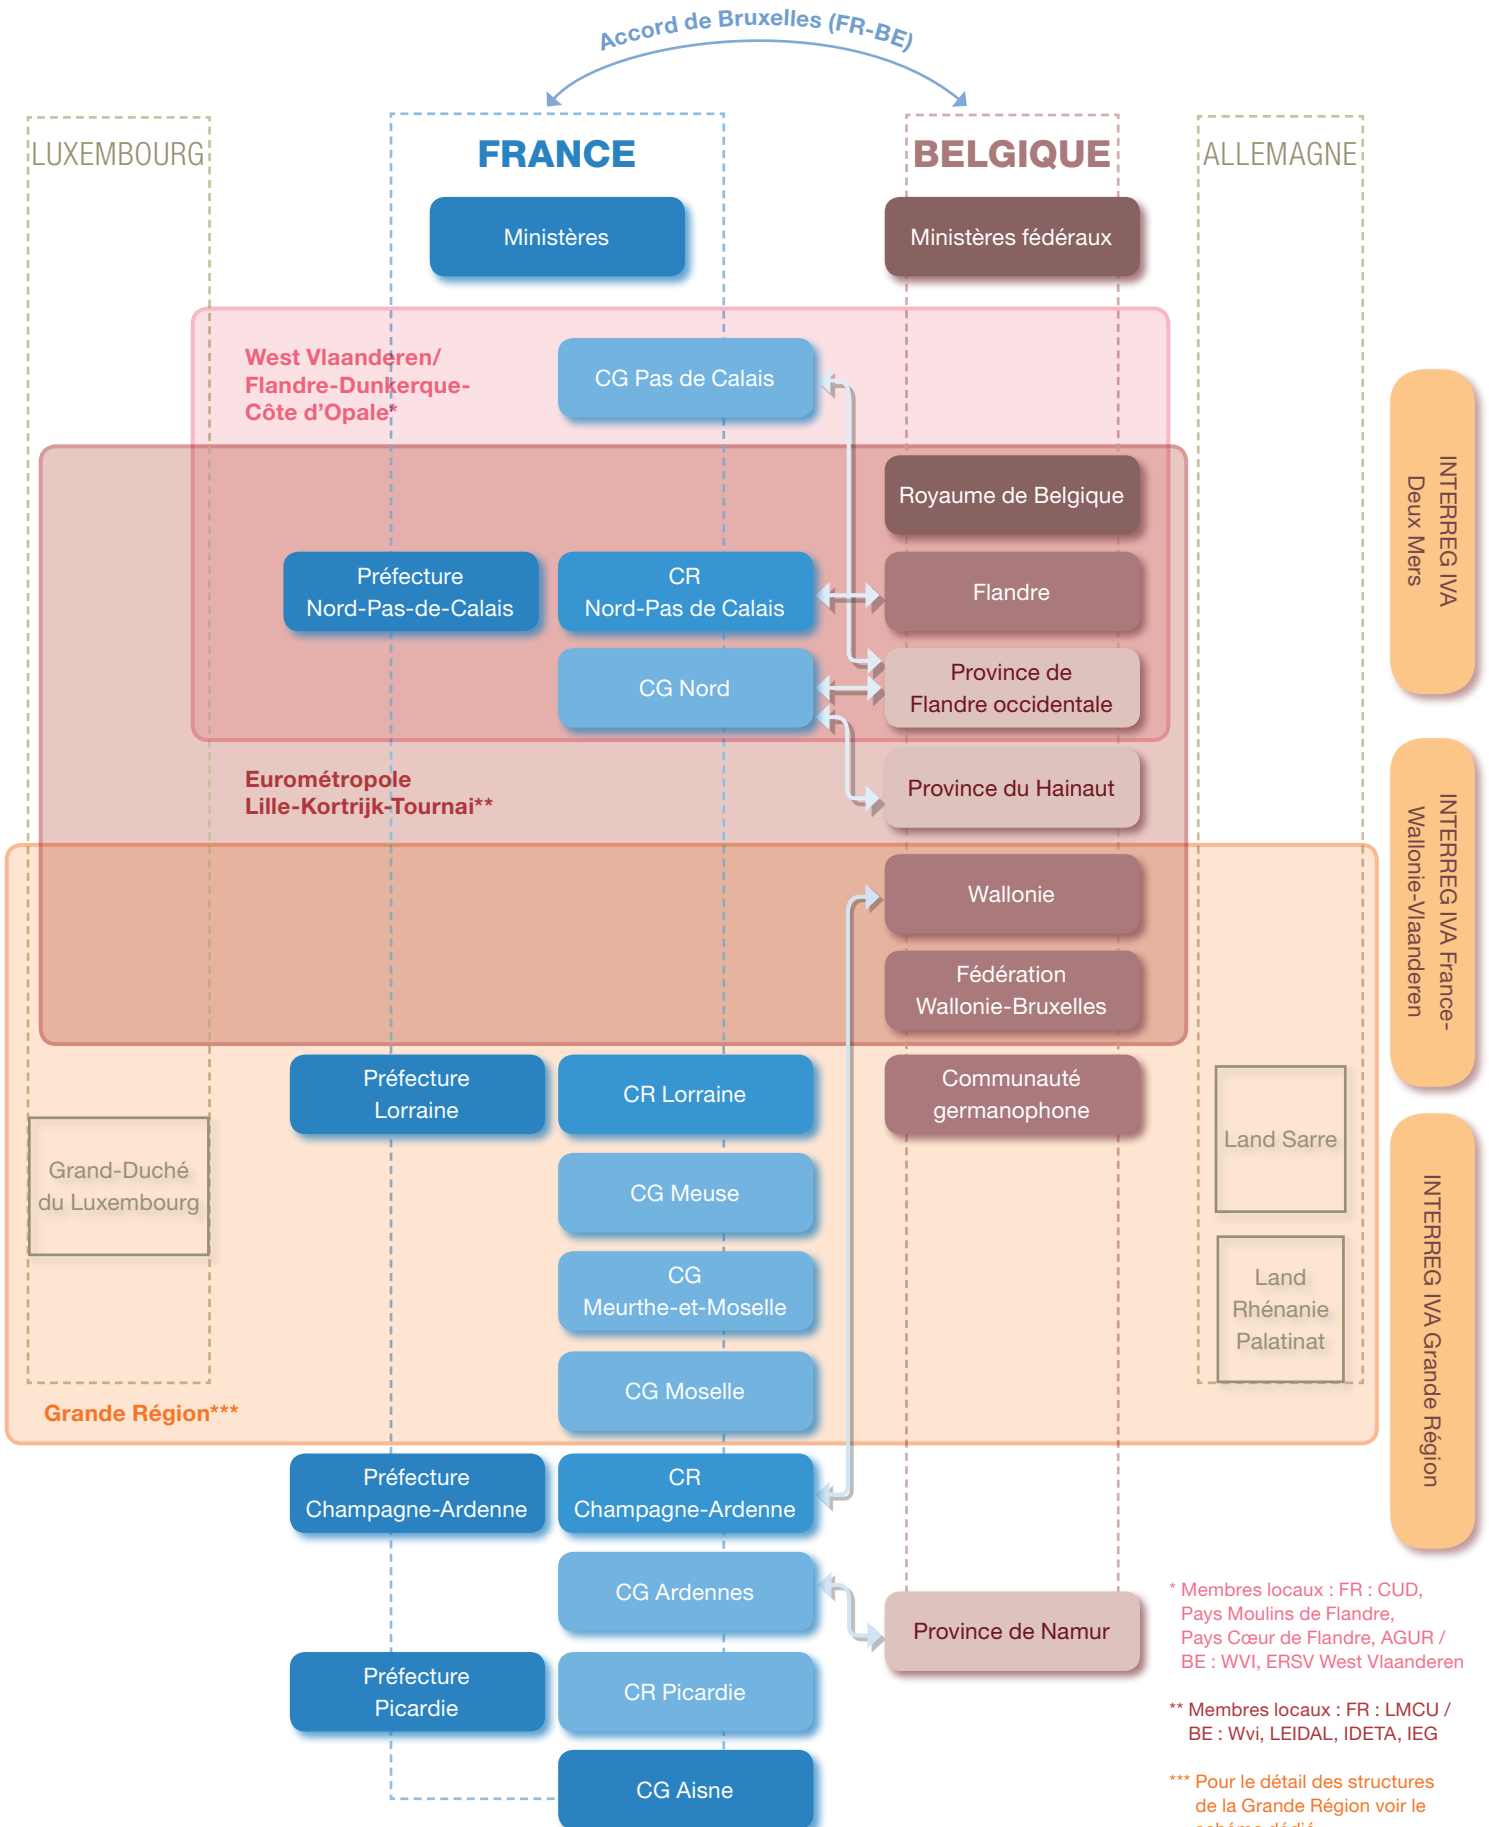 Accord de Bruxelles (FR-BE)
LUXEMBOURG
FRANCE
BELGIQUE
ALLEMAGNE
Ministères
Ministères fédéraux
West Vlaanderen/
Flandre-Dunkerque-
Côte d'Opale*
CG Pas de Calais
Royaume de Belgique
Préfecture
Nord-Pas-de-Calais
CR
Nord-Pas de Calais
Flandre
CG Nord
Province de
Flandre occidentale
Eurométropole
Lille-Kortrijk-Tournai**
Province du Hainaut
Wallonie
Fédération
Wallonie-Bruxelles
Préfecture
Lorraine
CR Lorraine
Communauté
germanophone
Grand-Duché
du Luxembourg
CG Meuse
Land Sarre
CG
Meurthe-et-Moselle
Land
Rhénanie
Palatinat
CG Moselle
Grande Région***
Préfecture
Champagne-Ardenne
CR
Champagne-Ardenne
CG Ardennes
Province de Namur
Préfecture
Picardie
CR Picardie
CG Aisne
INTERREG IVA
Deux Mers
INTERREG IVA France-
Wallonie-Vlaanderen
INTERREG IVA Grande Région
* Membres locaux : FR : CUD,
Pays Moulins de Flandre,
Pays Cœur de Flandre, AGUR /
BE : WVI, ERSV West Vlaanderen
** Membres locaux : FR : LMCU /
BE : Wvi, LEIDAL, IDETA, IEG
*** Pour le détail des structures
de la Grande Région voir le